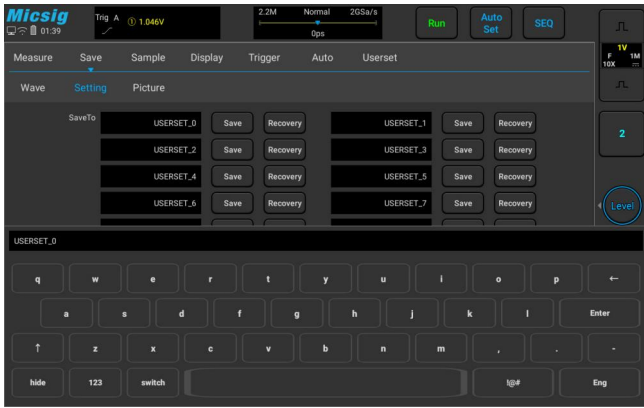 Micsig Trig A ① 1.046V 2.2M Normal 2GSa/s Run Auto Set SEQ
01:39 0ps
1V
F 1M
10X
Measure Save Sample Display Trigger Auto Userset
Wave Setting Picture
SaveTo USERSET_0 Save Recovery USERSET_1 Save Recovery
2
USERSET_2 Save Recovery USERSET_3 Save Recovery
USERSET_4 Save Recovery USERSET_5 Save Recovery
USERSET_6 Save Recovery USERSET_7 Save Recovery
Level
USERSET_0
q w e r t y u i o p ←
a s d f g h j k l Enter
↑ z x c v b n m , . -
hide 123 switch !@# Eng